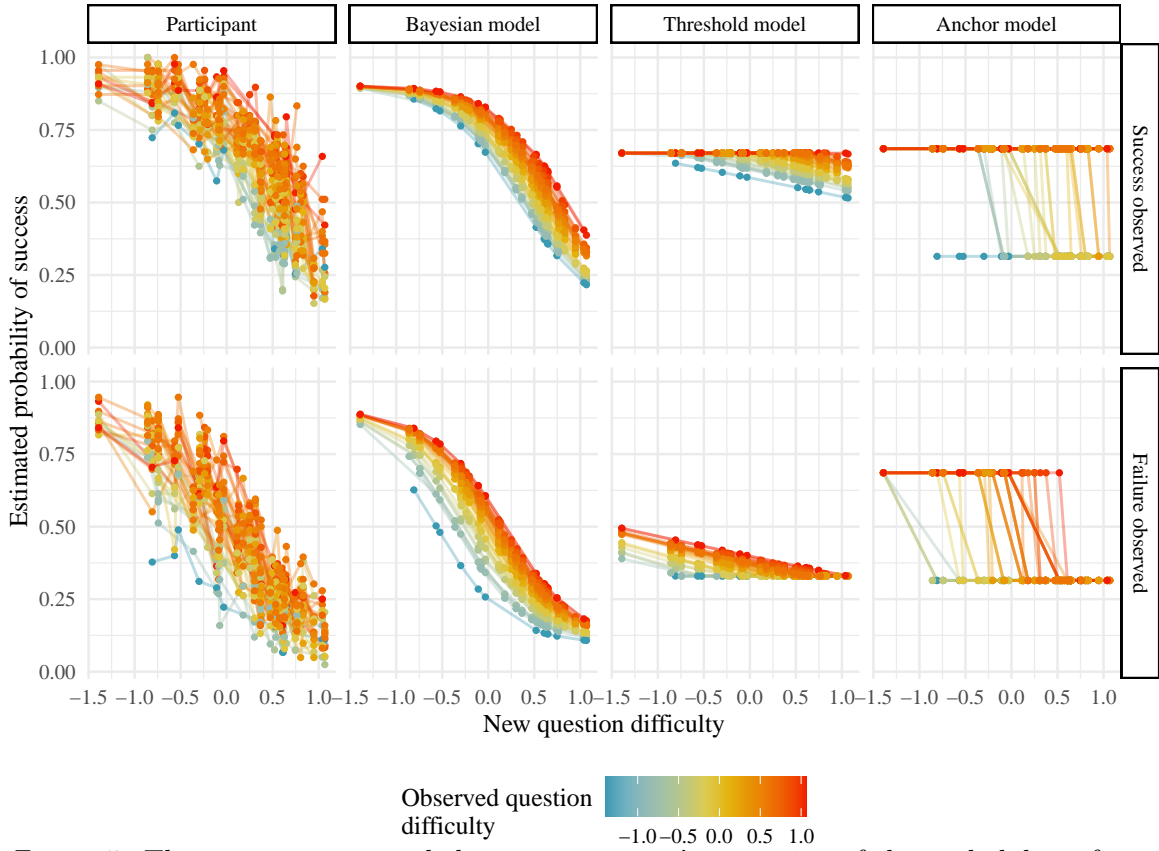 Participant
Bayesian model
Threshold model
Anchor model
Estimated probability of success
1.00
0.75
0.50
0.25
0.00
Success observed
1.00
0.75
0.50
0.25
0.00
Failure observed
−1.5 −1.0 −0.5 0.0 0.5 1.0
−1.5 −1.0 −0.5 0.0 0.5 1.0
−1.5 −1.0 −0.5 0.0 0.5 1.0
−1.5 −1.0 −0.5 0.0 0.5 1.0
New question difficulty
Observed question
difficulty
−1.0 −0.5 0.0 0.5 1.0